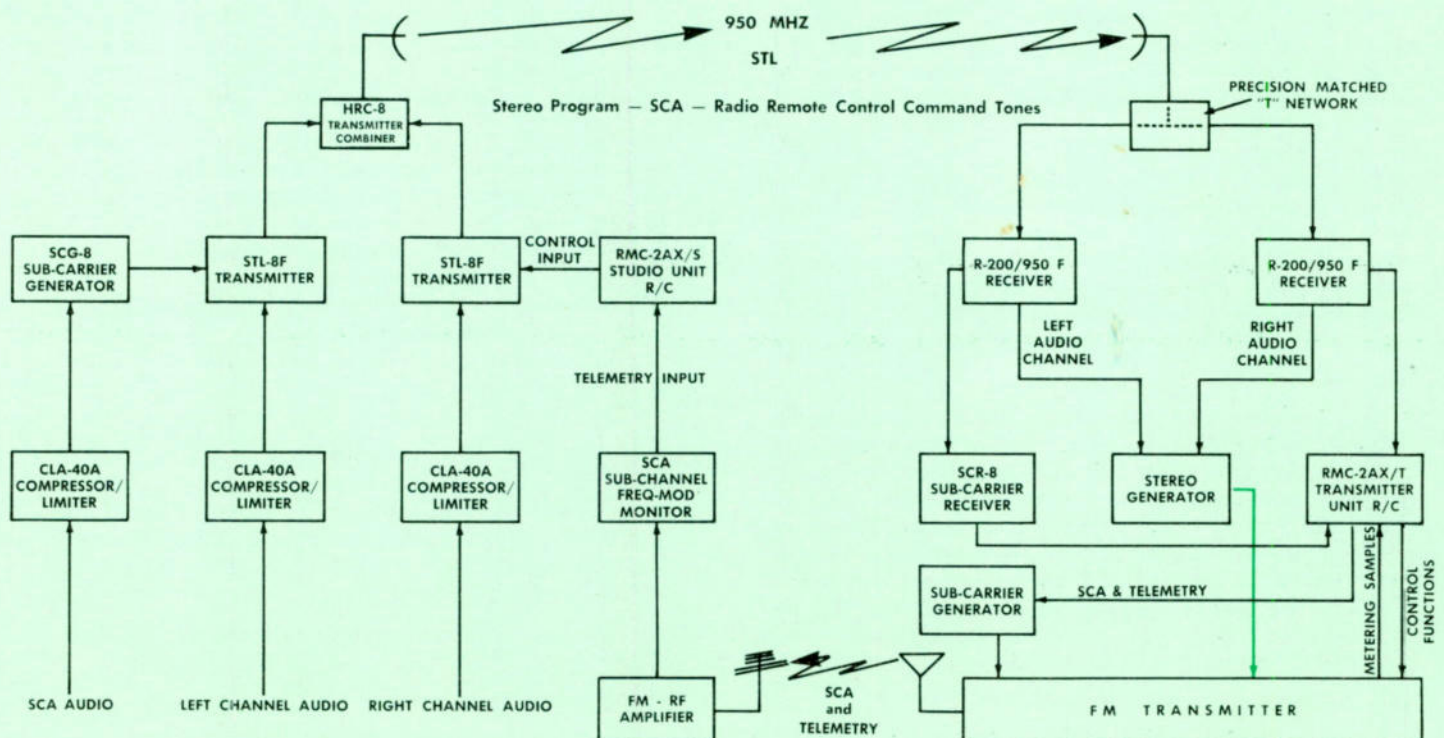 950 MHZ
STL
Stereo Program — SCA — Radio Remote Control Command Tones
PRECISION MATCHED
"T" NETWORK
HRC-8
TRANSMITTER
COMBINER
SCG-8
SUB-CARRIER
GENERATOR
STL-8F
TRANSMITTER
STL-8F
TRANSMITTER
CONTROL
INPUT
RMC-2AX/S
STUDIO UNIT
R/C
R-200/950 F
RECEIVER
R-200/950 F
RECEIVER
LEFT
AUDIO
CHANNEL
RIGHT
AUDIO
CHANNEL
TELEMETRY INPUT
CLA-40A
COMPRESSOR/
LIMITER
CLA-40A
COMPRESSOR/
LIMITER
CLA-40A
COMPRESSOR/
LIMITER
SCA
SUB-CHANNEL
FREQ-MOD
MONITOR
SCR-8
SUB-CARRIER
RECEIVER
STEREO
GENERATOR
RMC-2AX/T
TRANSMITTER
UNIT R/C
SUB-CARRIER
GENERATOR
SCA & TELEMETRY
METERING SAMPLES
CONTROL
FUNCTIONS
SCA AUDIO
LEFT CHANNEL AUDIO
RIGHT CHANNEL AUDIO
FM - RF
AMPLIFIER
SCA
and
TELEMETRY
FM TRANSMITTER